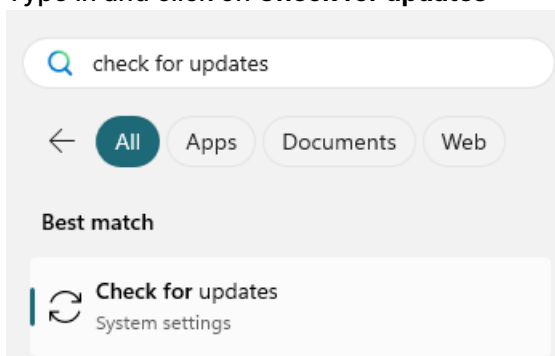 Type in and click on Check for updates
check for updates
All Apps Documents Web
Best match
Check for updates
System settings